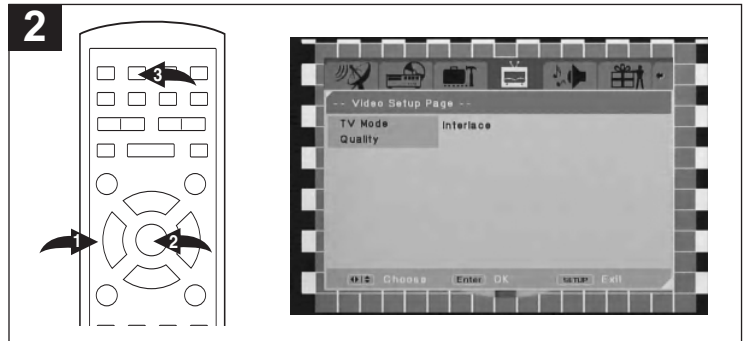 2
3
1
2
-- Video Setup Page --
TV Mode Interlace
Quality
Choose Enter OK SETUP Exit